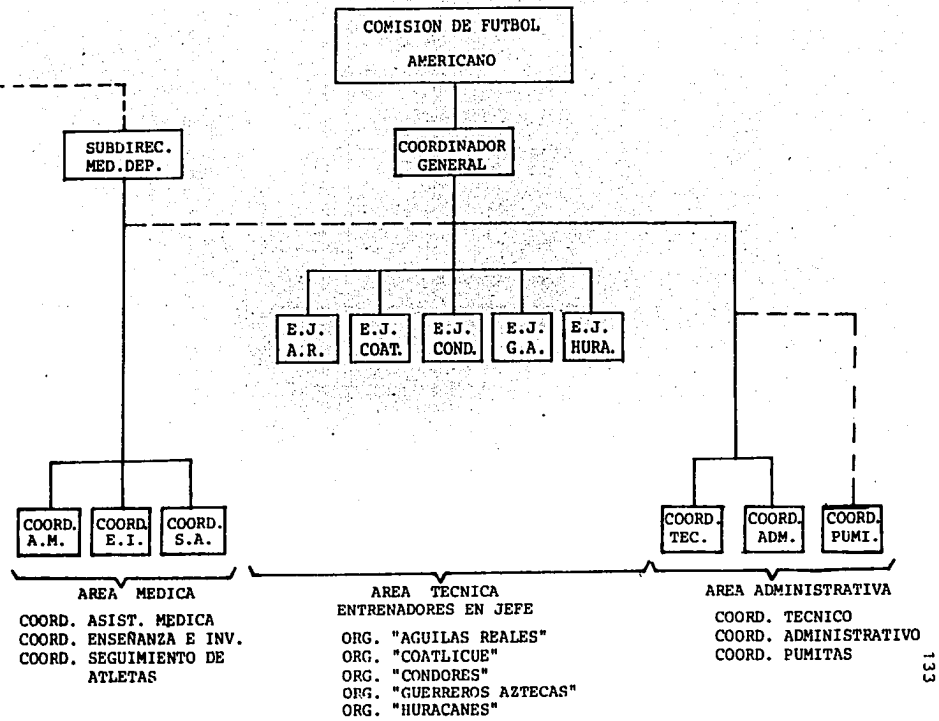 COMISION DE FUTBOL
AMERICANO
SUBDIREC.
MED.DEP.
COORDINADOR
GENERAL
E.J.
A.R.
E.J.
COAT.
E.J.
COND.
E.J.
G.A.
E.J.
HURA.
COORD.
A.M.
COORD.
E.I.
COORD.
S.A.
COORD.
TEC.
COORD.
ADM.
COORD.
PUMI.
AREA MEDICA
COORD. ASIST. MEDICA
COORD. ENSEÑANZA E INV.
COORD. SEGUIMIENTO DE
ATLETAS
AREA TECNICA
ENTRENADORES EN JEFE
ORG. "AGUILAS REALES"
ORG. "COATLICUE"
ORG. "CONDORES"
ORG. "GUERREROS AZTECAS"
ORG. "HURACANES"
AREA ADMINISTRATIVA
COORD. TECNICO
COORD. ADMINISTRATIVO
COORD. PUMITAS
133